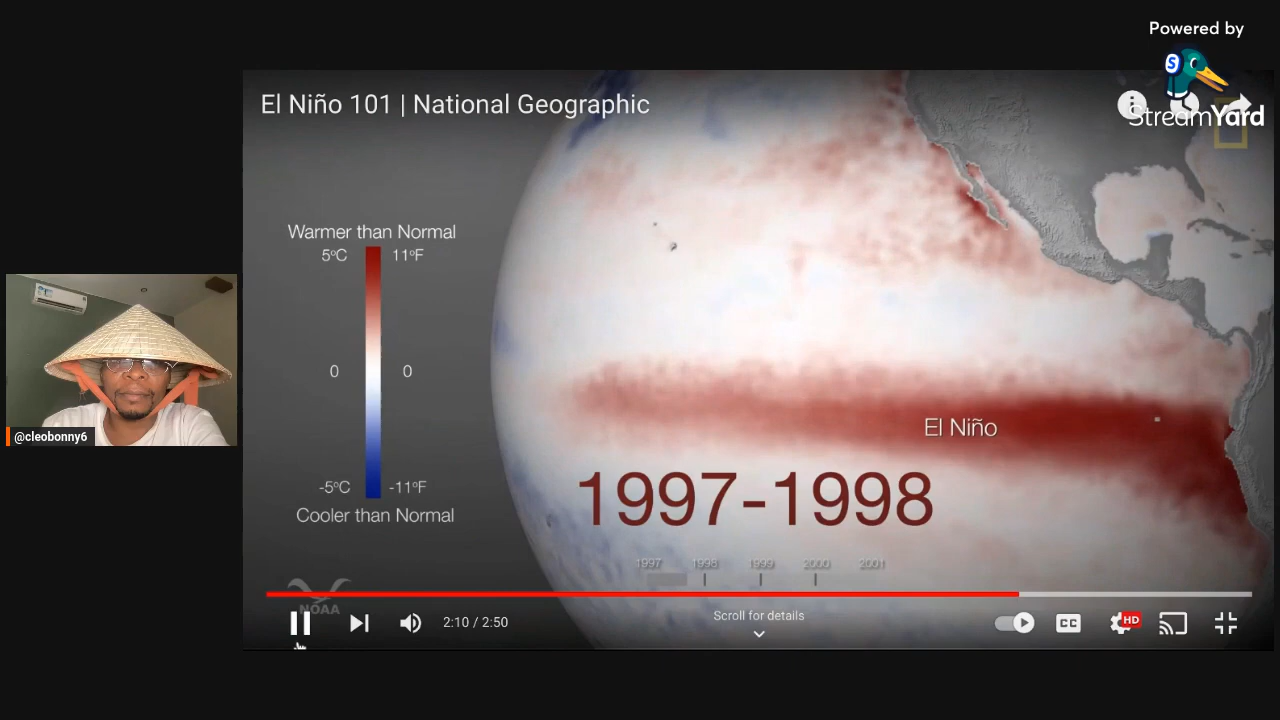 Powered by
StreamYard
El Niño 101 | National Geographic
Warmer than Normal
5ºC 11ºF
0 0
-5ºC -11ºF
Cooler than Normal
El Niño
1997-1998
1997 1998 1999 2000 2001
NOAA
2:10 / 2:50
Scroll for details
CC
HD
@cleobonny6